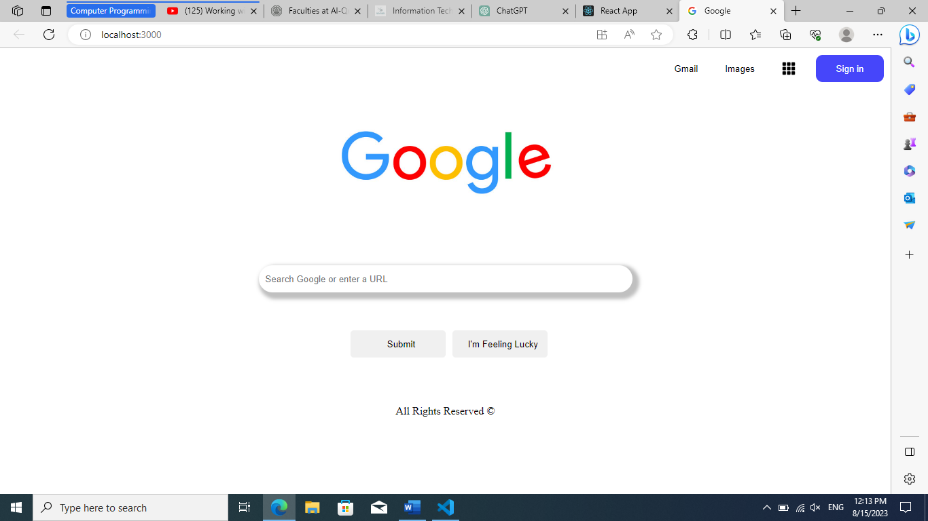 Computer Programmi
(125) Working w
Faculties at Al-Q
Information Tech
ChatGPT
React App
Google
localhost:3000
Gmail
Images
Sign in
Google
Search Google or enter a URL
Submit
I'm Feeling Lucky
All Rights Reserved ©
Type here to search
ENG
12:13 PM
8/15/2023